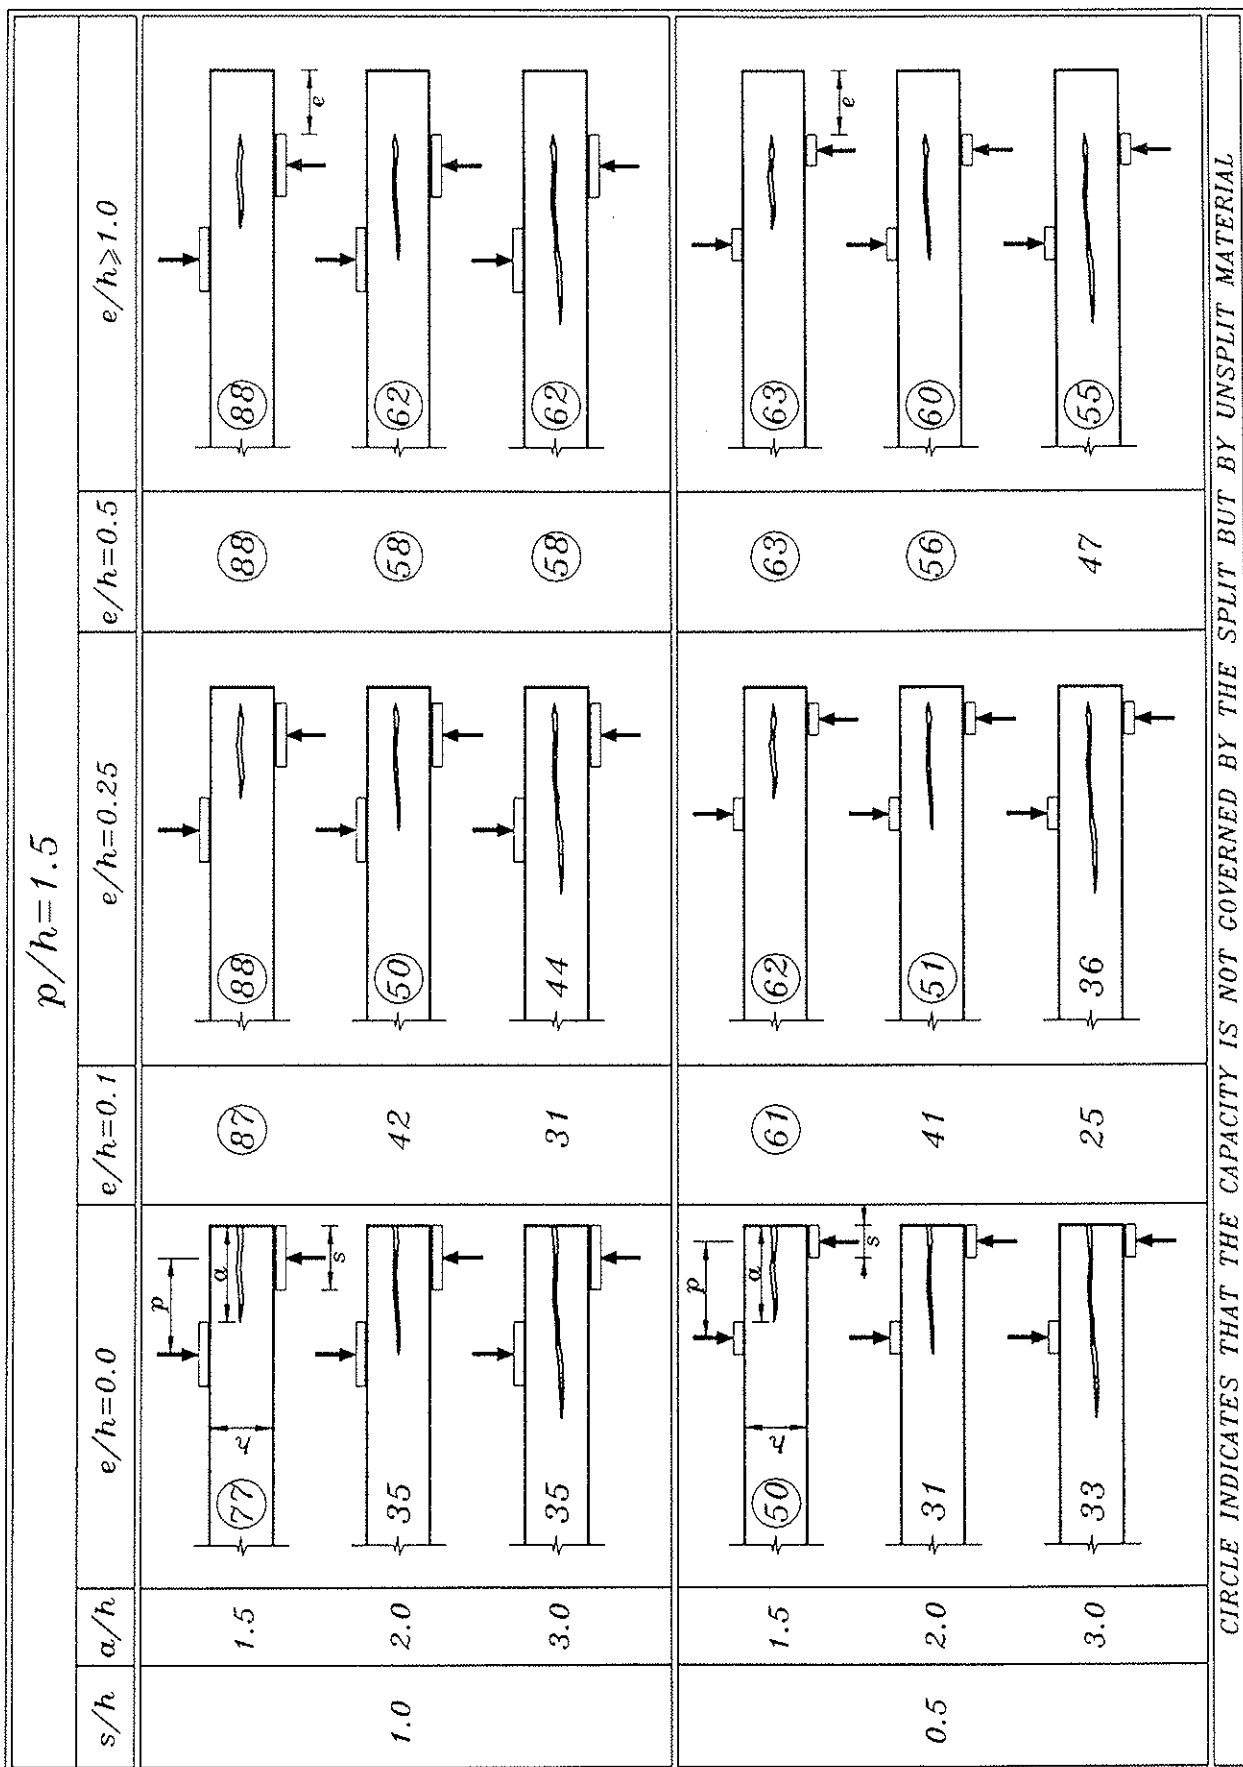 p/h=1.5
s/h a/h e/h=0.0 e/h=0.1 e/h=0.25 e/h=0.5 e/h⩾1.0
1.0
1.5 77 h p a s 87 88 88 88 e
2.0 35 42 50 58 62
3.0 35 31 44 58 62
0.5
1.5 50 h p a s 61 62 63 63 e
2.0 31 41 51 56 60
3.0 33 25 36 47 55
CIRCLE INDICATES THAT THE CAPACITY IS NOT GOVERNED BY THE SPLIT BUT BY UNSPLIT MATERIAL